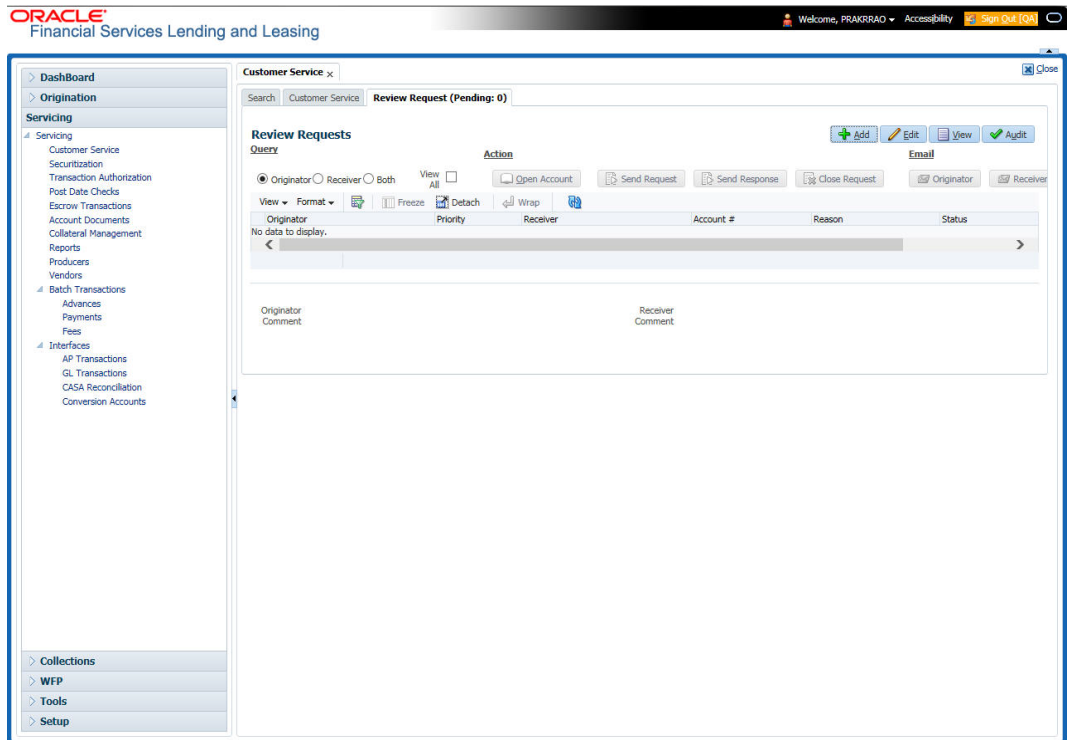 ORACLE
Financial Services Lending and Leasing
Welcome, PRAKRRAO Accessibility Sign Out [QA]
Close
DashBoard
Origination
Servicing
Servicing
Customer Service
Securitization
Transaction Authorization
Post Date Checks
Escrow Transactions
Account Documents
Collateral Management
Reports
Producers
Vendors
Batch Transactions
Advances
Payments
Fees
Interfaces
AP Transactions
GL Transactions
CASA Reconciliation
Conversion Accounts
Collections
WFP
Tools
Setup
Customer Service x
Search Customer Service Review Request (Pending: 0)
Review Requests
Add Edit View Audit
Query Action Email
Originator Receiver Both View All Open Account Send Request Send Response Close Request Originator Receiver
View Format Freeze Detach Wrap
Originator Priority Receiver Account # Reason Status
No data to display.
Originator Comment
Receiver Comment